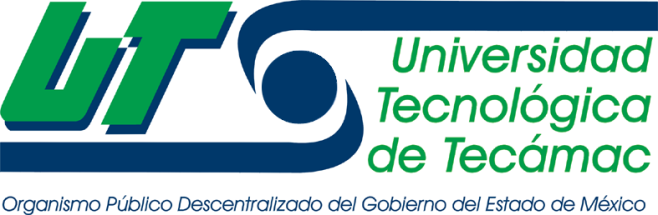 UT
Universidad
Tecnológica
de Tecámac
Organismo Público Descentralizado del Gobierno del Estado de México